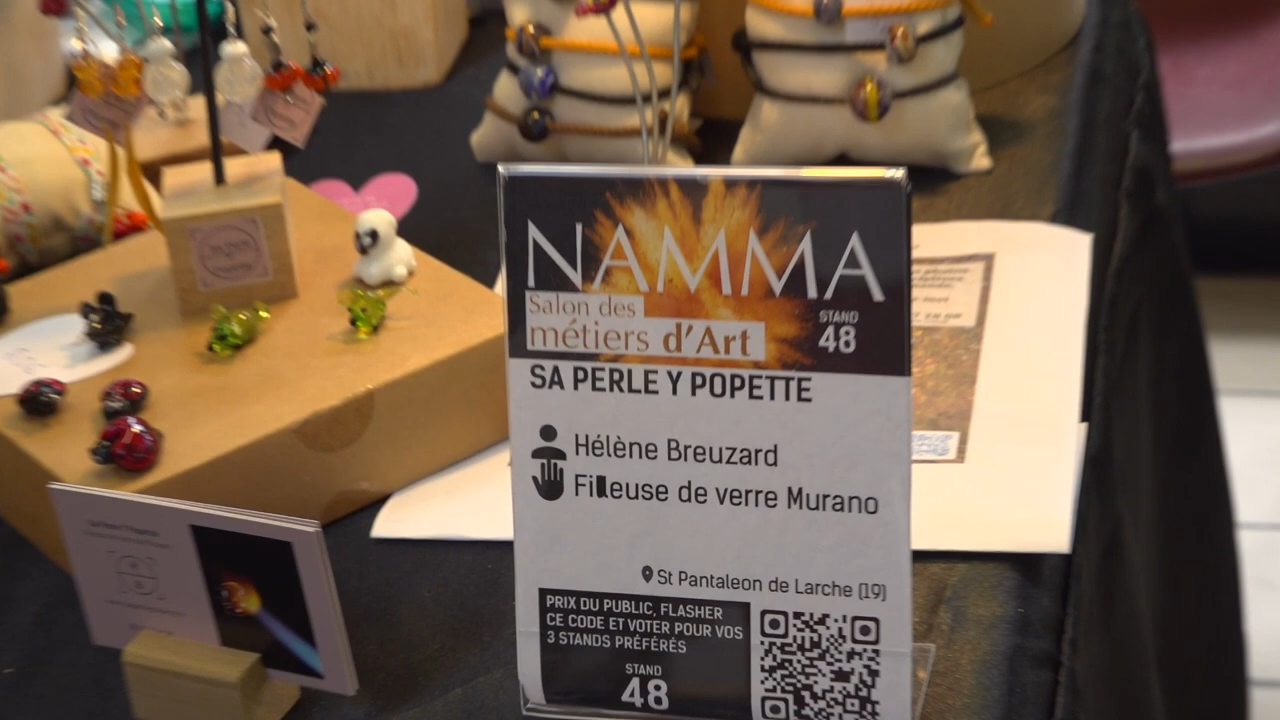 NAMMA
Salon des
métiers d'Art
STAND
48
SA PERLE Y POPETTE
Hélène Breuzard
Fileuse de verre Murano
St Pantaleon de Larche (19)
PRIX DU PUBLIC, FLASHER
CE CODE ET VOTER POUR VOS
3 STANDS PRÉFÉRÉS
STAND
48